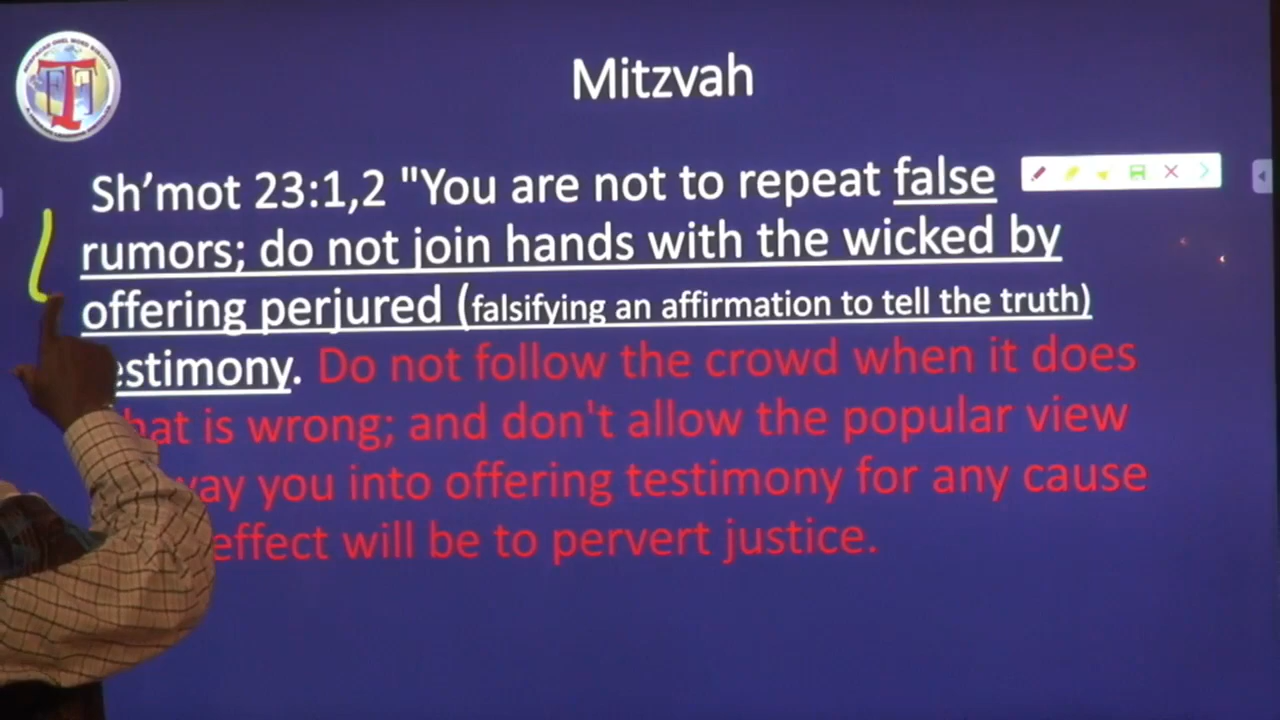 Mitzvah
Sh’mot 23:1,2 "You are not to repeat false
rumors; do not join hands with the wicked by
offering perjured (falsifying an affirmation to tell the truth)
estimony. Do not follow the crowd when it does
hat is wrong; and don't allow the popular view
way you into offering testimony for any cause
effect will be to pervert justice.